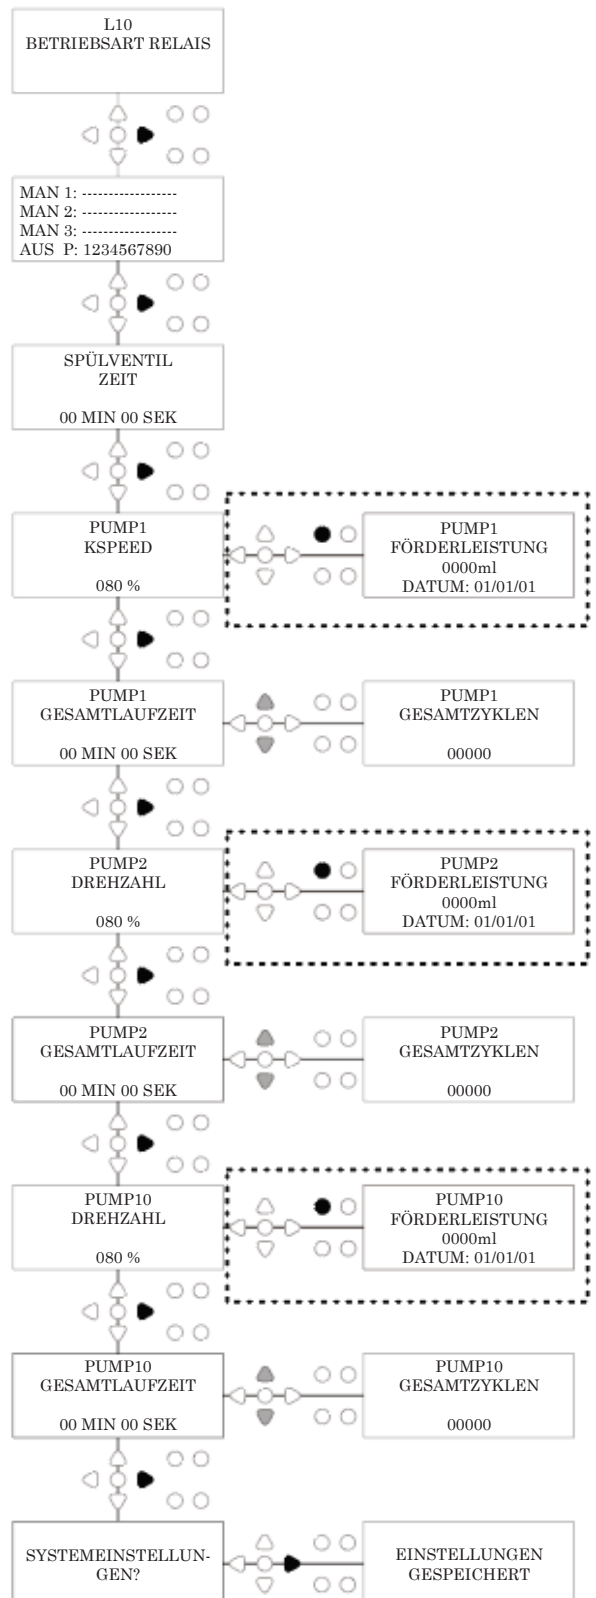 L10
BETRIEBSART RELAIS
MAN 1: ------------------
MAN 2: ------------------
MAN 3: ------------------
AUS  P: 1234567890
SPÜLVENTIL
ZEIT
00 MIN 00 SEK
PUMP1
KSPEED
080 %
PUMP1
FÖRDERLEISTUNG
0000ml
DATUM: 01/01/01
PUMP1
GESAMTLAUFZEIT
00 MIN 00 SEK
PUMP1
GESAMTZYKLEN
00000
PUMP2
DREHZAHL
080 %
PUMP2
FÖRDERLEISTUNG
0000ml
DATUM: 01/01/01
PUMP2
GESAMTLAUFZEIT
00 MIN 00 SEK
PUMP2
GESAMTZYKLEN
00000
PUMP10
DREHZAHL
080 %
PUMP10
FÖRDERLEISTUNG
0000ml
DATUM: 01/01/01
PUMP10
GESAMTLAUFZEIT
00 MIN 00 SEK
PUMP10
GESAMTZYKLEN
00000
SYSTEMEINSTELLUN-
GEN?
EINSTELLUNGEN
GESPEICHERT